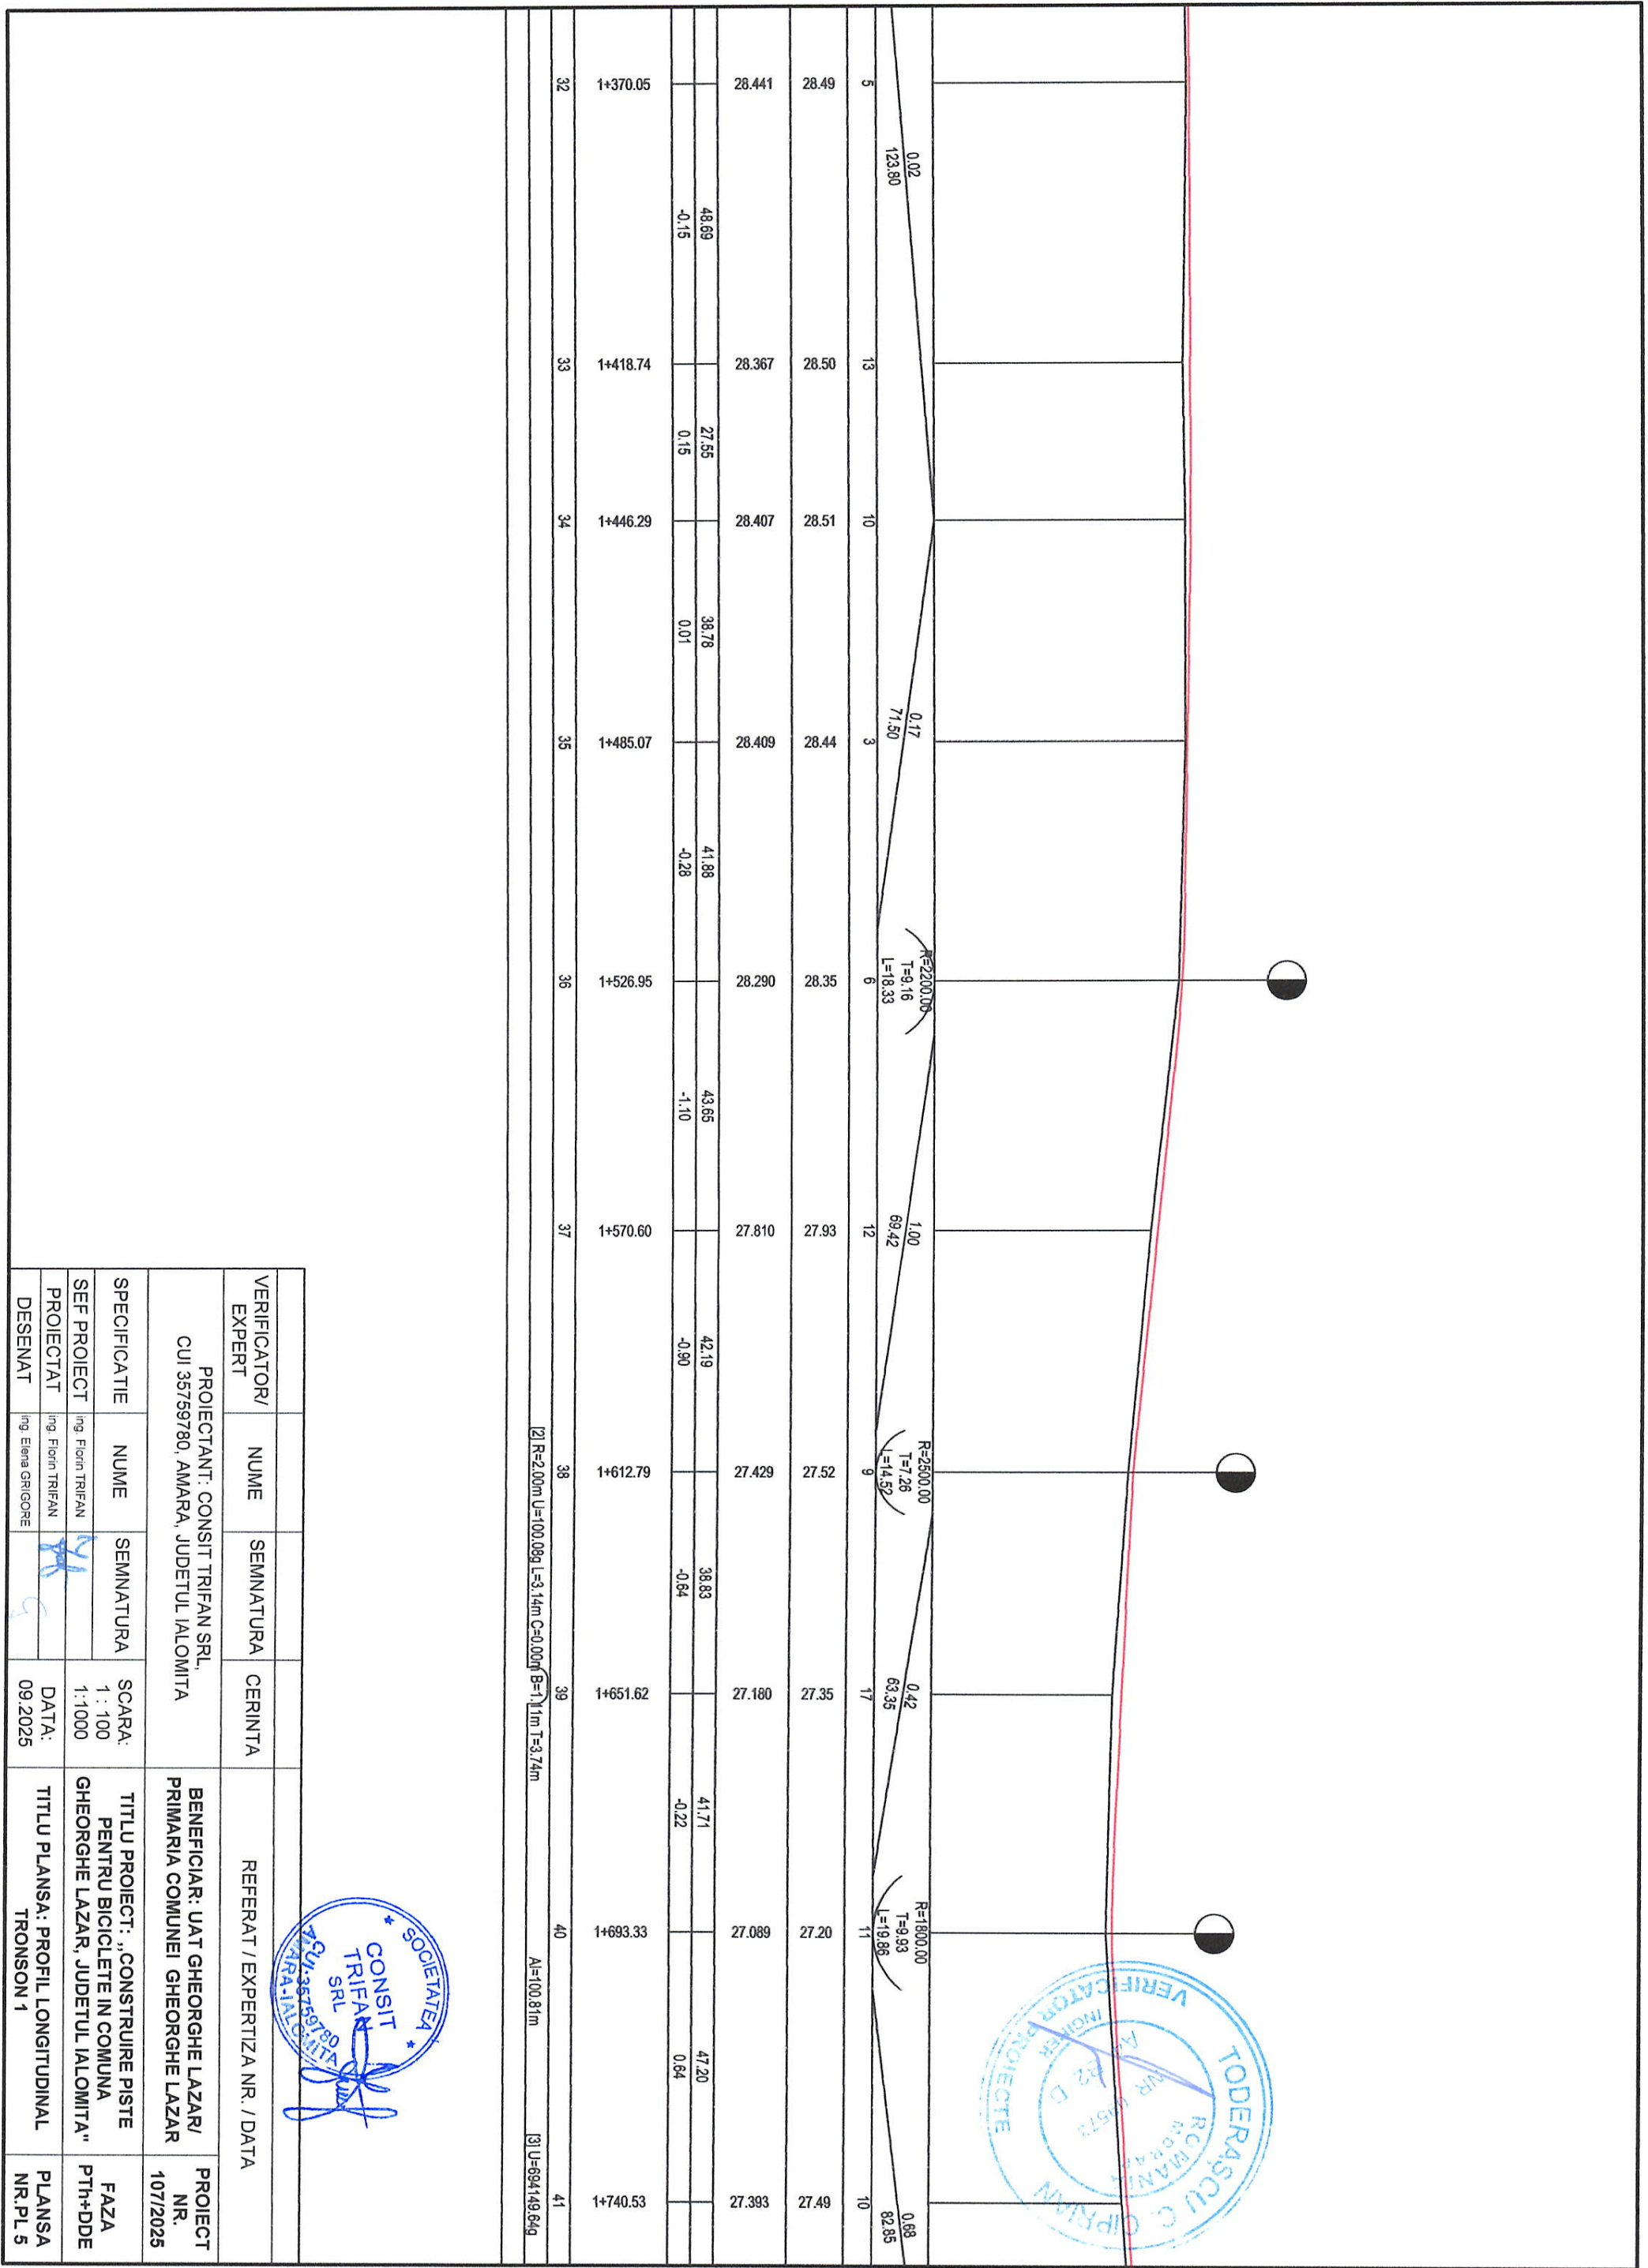 0.02
123.80
0.17
71.50
R=2200.00
T=9.16
L=18.33
1.00
69.42
R=2500.00
T=7.26
L=14.52
0.42
63.35
R=1800.00
T=9.93
L=19.86
0.68
82.85
5 13 10 3 6 12 9 17 11 10
28.49 28.50 28.51 28.44 28.35 27.93 27.52 27.35 27.20 27.49
28.441 28.367 28.407 28.409 28.290 27.810 27.429 27.180 27.089 27.393
48.69 27.55 38.78 41.88 43.65 42.19 38.83 41.71 47.20
-0.15 0.15 0.01 -0.28 -1.10 -0.90 -0.64 -0.22 0.64
1+370.05 1+418.74 1+446.29 1+485.07 1+526.95 1+570.60 1+612.79 1+651.62 1+693.33 1+740.53
32 33 34 35 36 37 38 39 40 41
[2] R=2.00m U=100.08g L=3.14m C=0.00m B=1.11m T=3.74m
Al=100.81m
[3] U=694149.64g
TODERAȘCU C. CIPRIAN
VERIFICATOR PROIECTE
INGINER
ROMANIA
NR
SOCIETATEA
CONSIT
TRIFAN
SRL
CUI:35759780
AMARA-IALOMITA
VERIFICATOR/
EXPERT
NUME
SEMNATURA
CERINTA
REFERAT / EXPERTIZA NR. / DATA
PROIECTANT: CONSIT TRIFAN SRL,
CUI 35759780, AMARA, JUDETUL IALOMITA
BENEFICIAR: UAT GHEORGHE LAZAR/
PRIMARIA COMUNEI GHEORGHE LAZAR
PROIECT
NR.
107/2025
SPECIFICATIE
NUME
SEMNATURA
SCARA:
1 : 100
1:1000
TITLU PROIECT: „CONSTRUIRE PISTE
PENTRU BICICLETE IN COMUNA
GHEORGHE LAZAR, JUDETUL IALOMITA"
FAZA
PTh+DDE
SEF PROIECT ing. Florin TRIFAN
PROIECTAT ing. Florin TRIFAN
DESENAT ing. Elena GRIGORE
DATA:
09.2025
TITLU PLANSA: PROFIL LONGITUDINAL
TRONSON 1
PLANSA
NR.PL 5